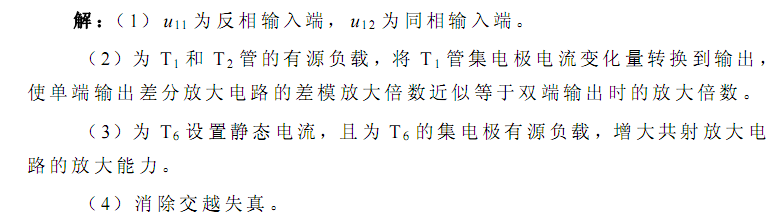 解：（1）u11 为反相输入端，u12 为同相输入端。
（2）为 T1 和 T2 管的有源负载，将 T1 管集电极电流变化量转换到输出，
使单端输出差分放大电路的差模放大倍数近似等于双端输出时的放大倍数。
（3）为 T6 设置静态电流，且为 T6 的集电极有源负载，增大共射放大电
路的放大能力。
（4）消除交越失真。